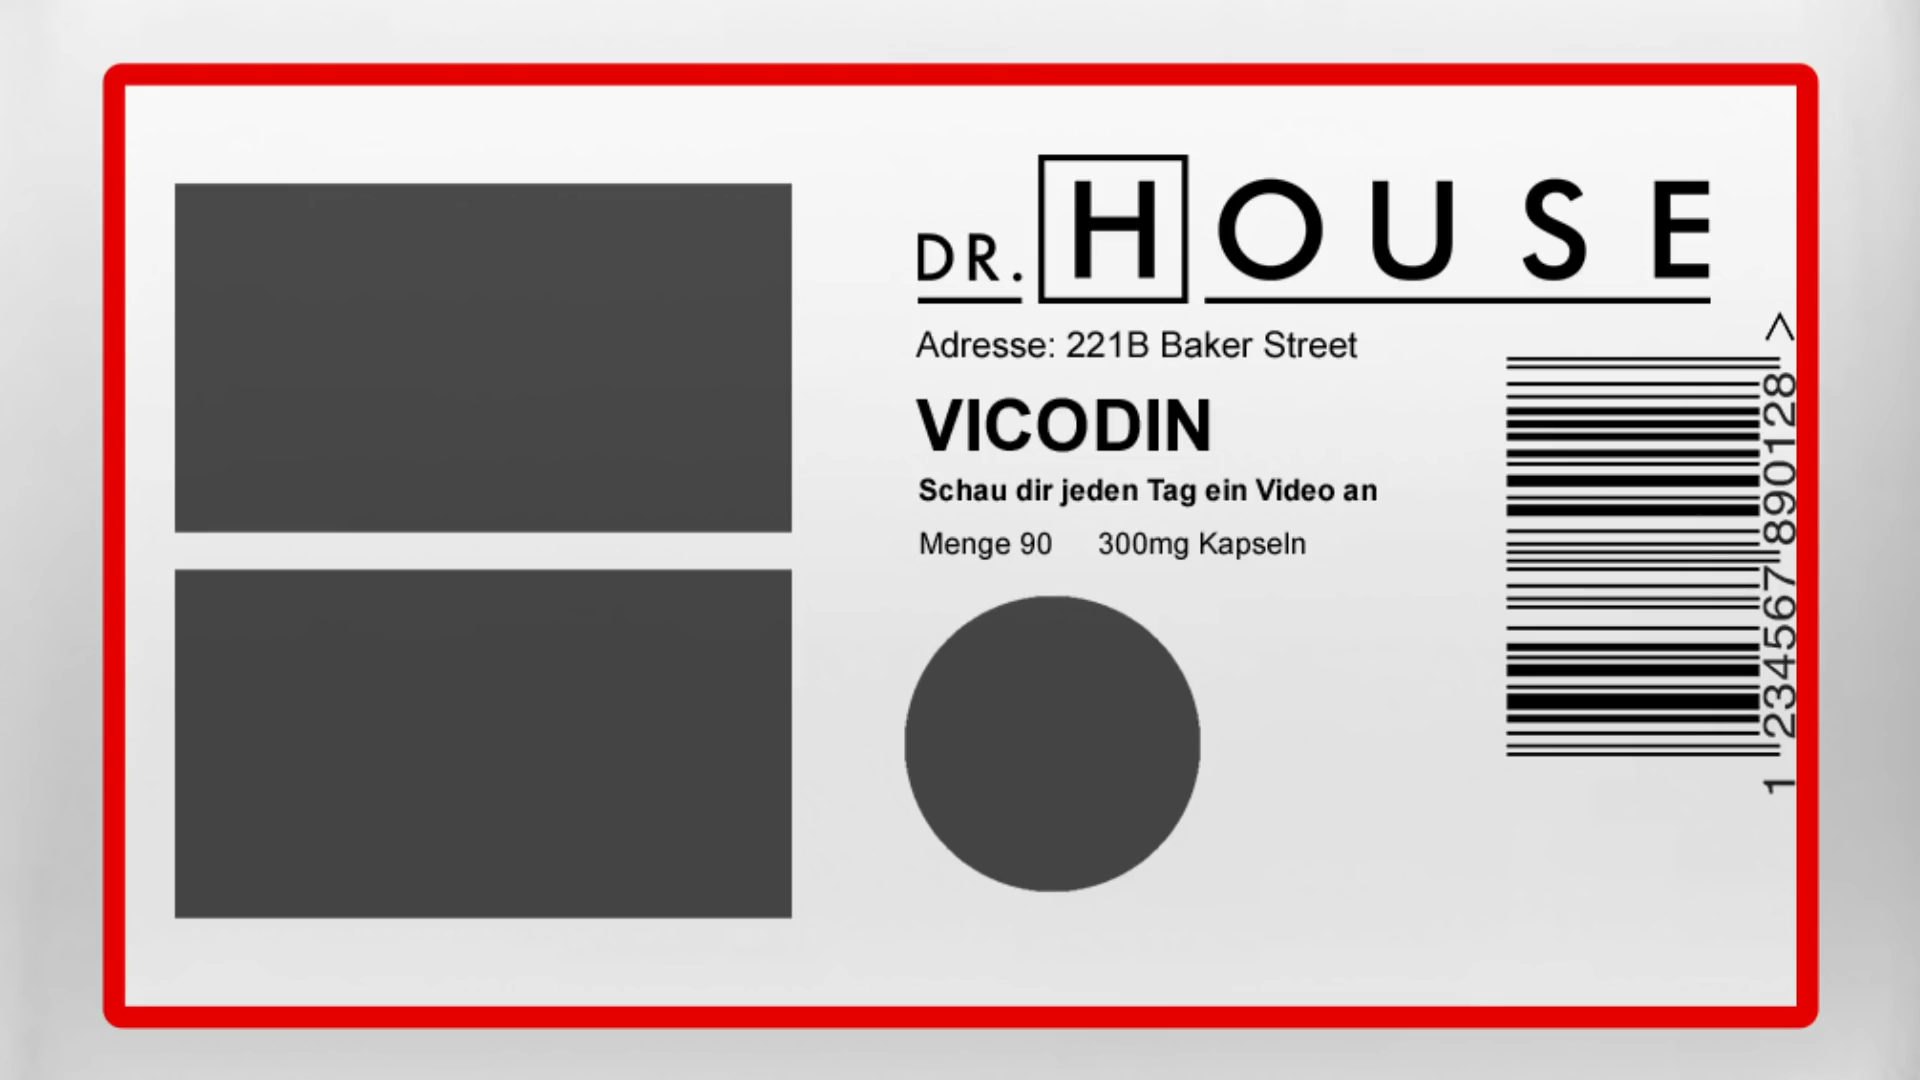 DR. HOUSE
Adresse: 221B Baker Street
VICODIN
Schau dir jeden Tag ein Video an
Menge 90 300mg Kapseln
1 234567 890128 >